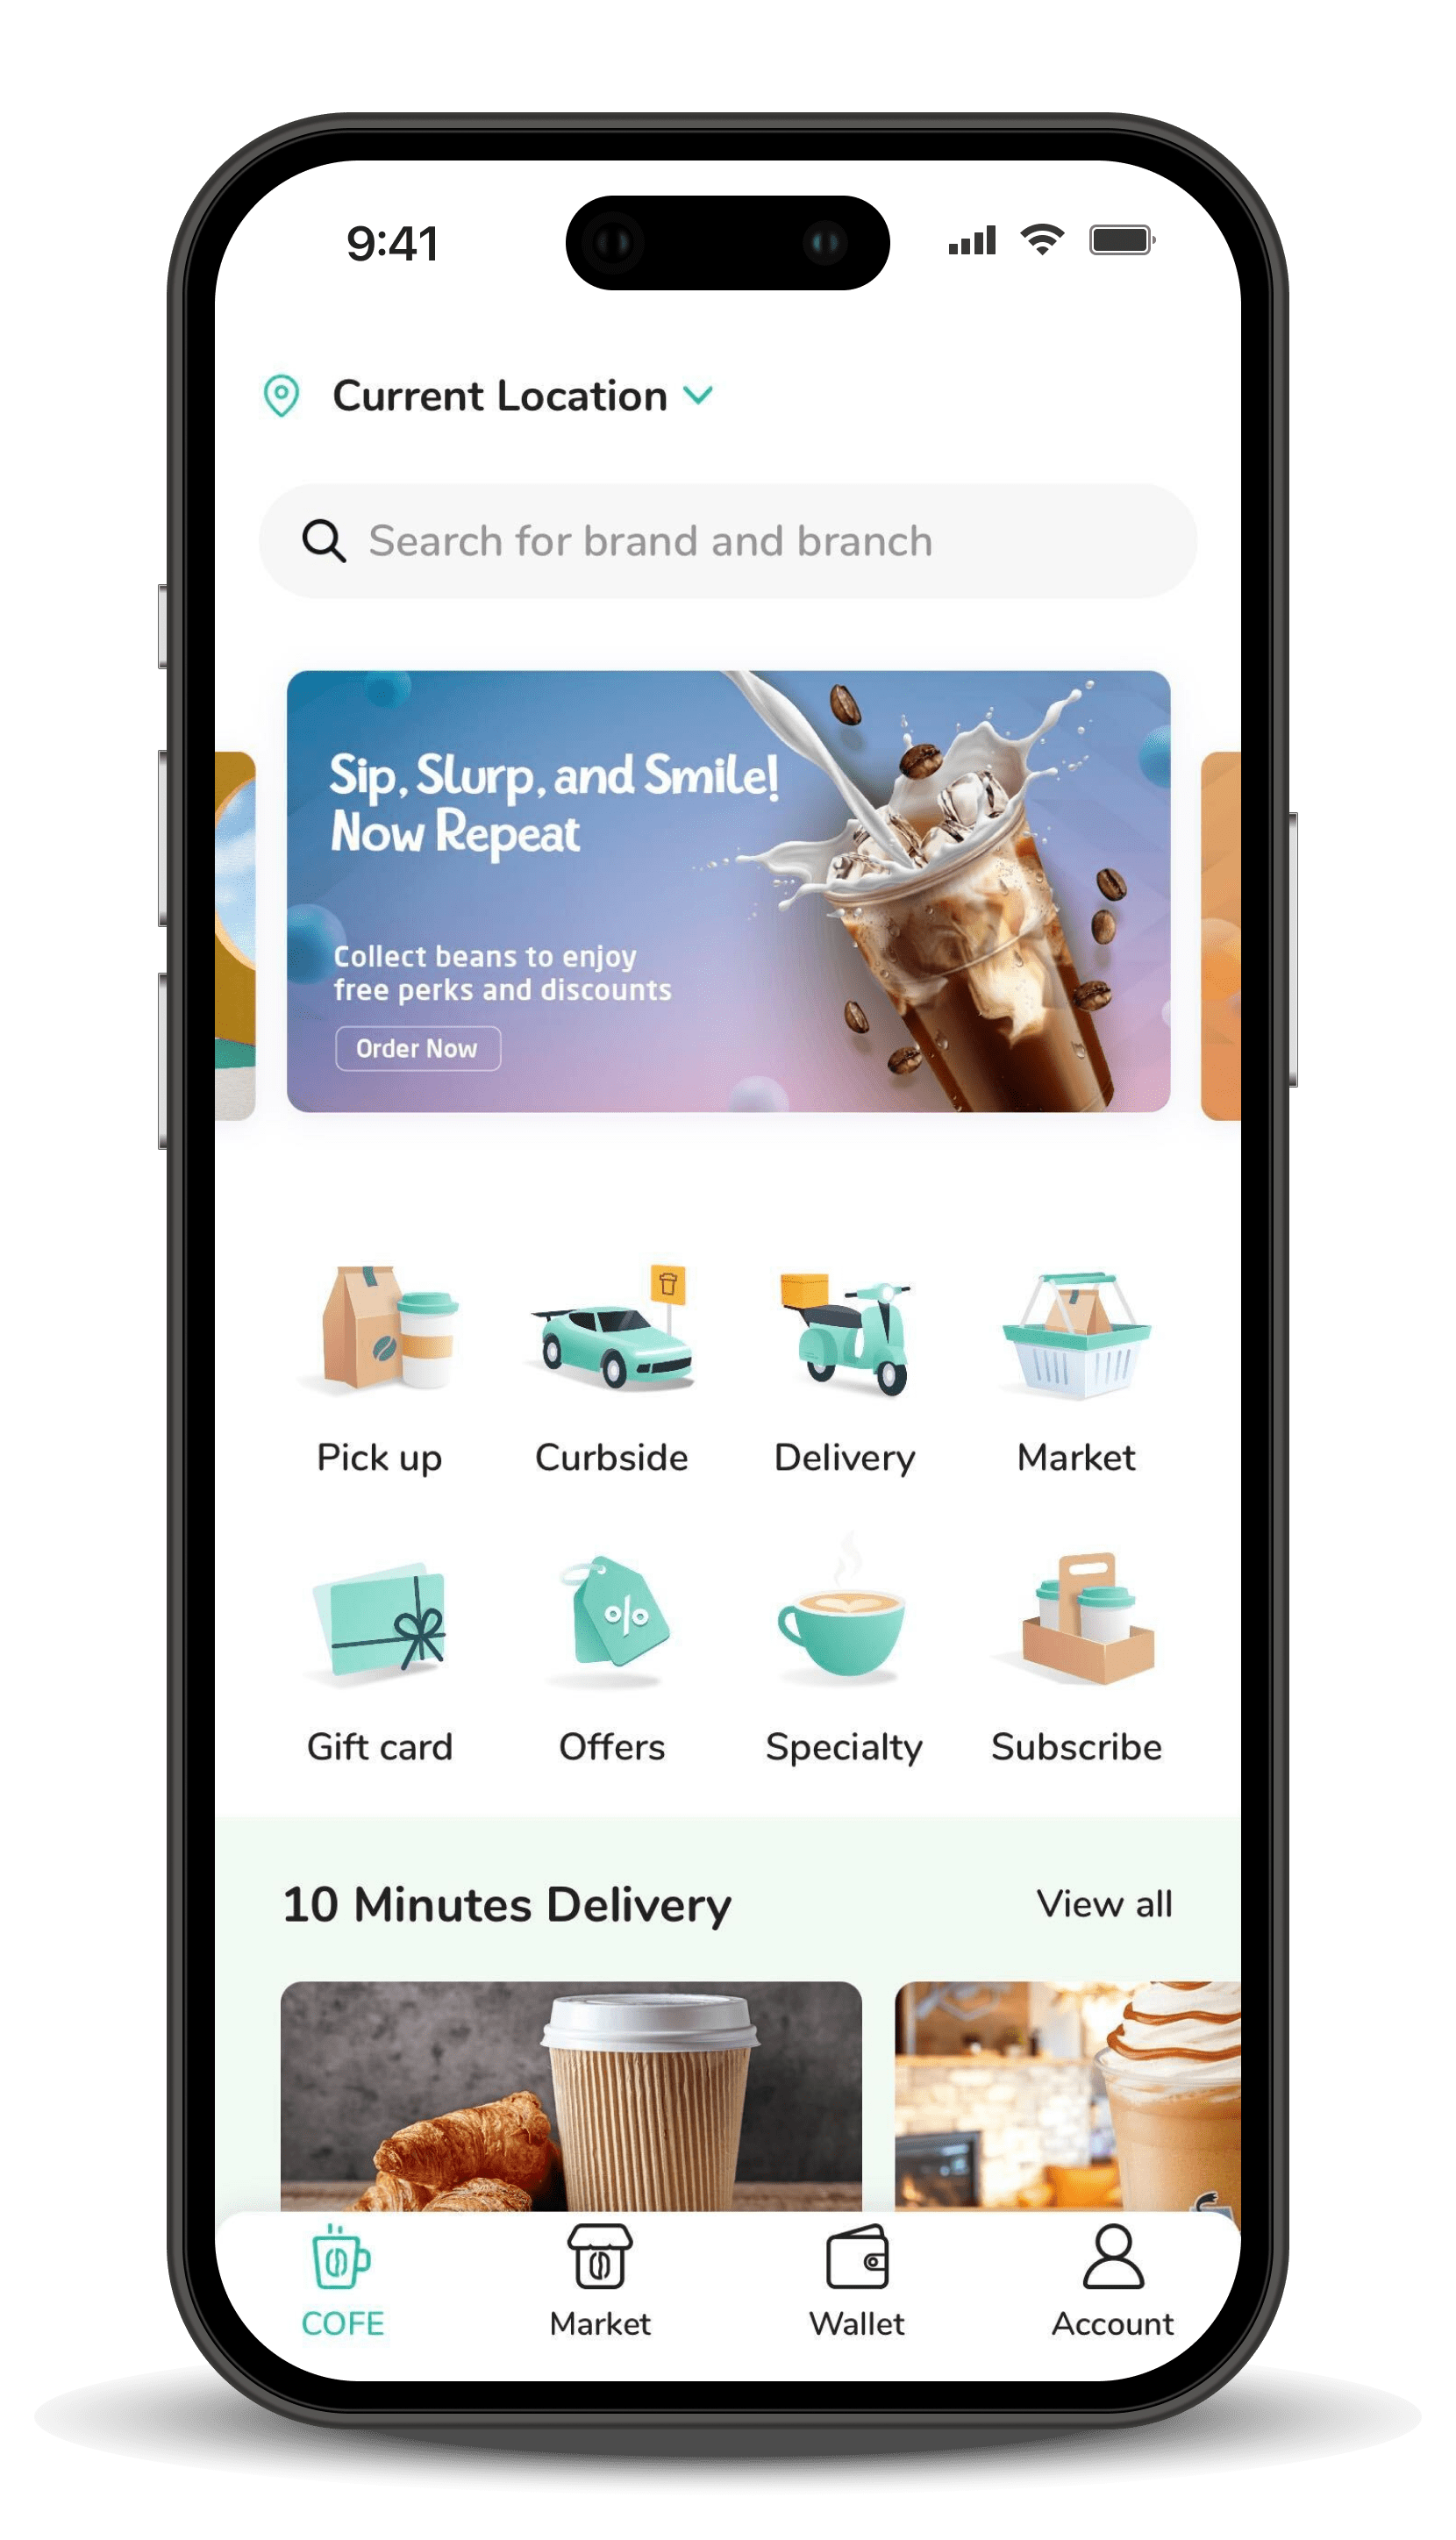 9:41
Current Location
Search for brand and branch
Sip, Slurp, and Smile!
Now Repeat
Collect beans to enjoy
free perks and discounts
Order Now
Pick up
Curbside
Delivery
Market
%
Gift card
Offers
Specialty
Subscribe
10 Minutes Delivery
View all
COFE
Market
Wallet
Account